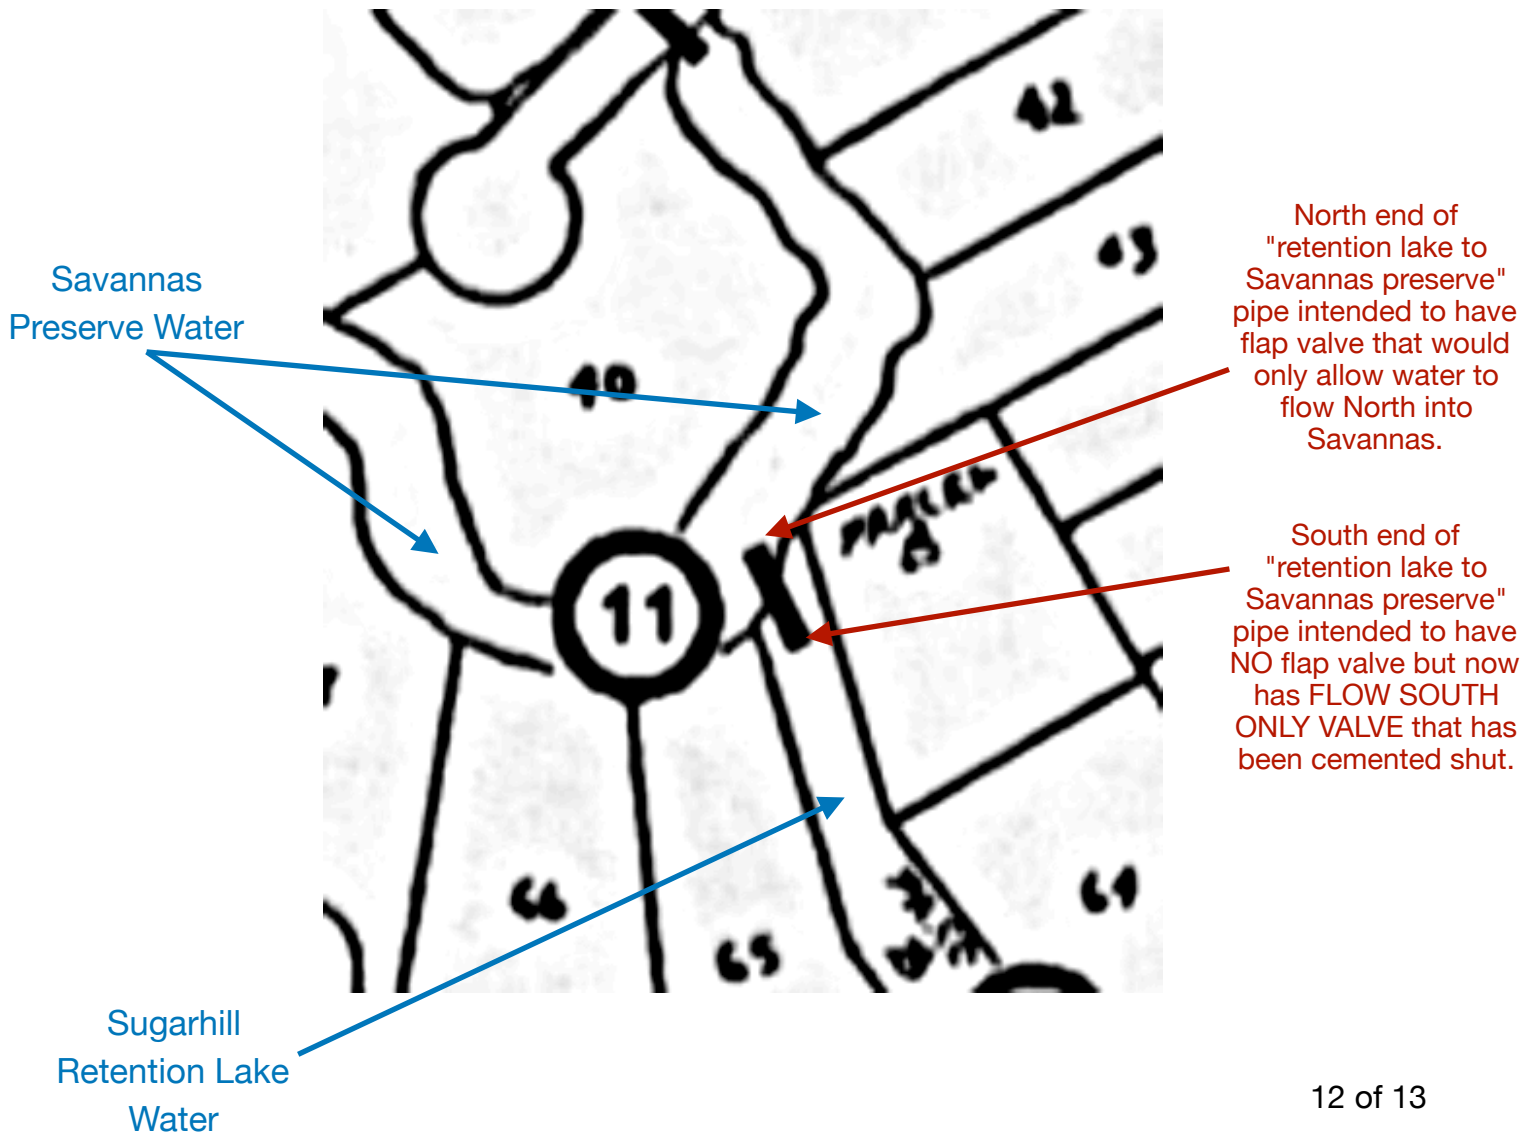 42
43
North end of
"retention lake to
Savannas preserve"
pipe intended to have
flap valve that would
only allow water to
flow North into
Savannas.
Savannas
Preserve Water
40
PARCEL
B
South end of
"retention lake to
Savannas preserve"
pipe intended to have
NO flap valve but now
has FLOW SOUTH
ONLY VALVE that has
been cemented shut.
11
66
65
Sugarhill
Retention Lake
Water
12 of 13